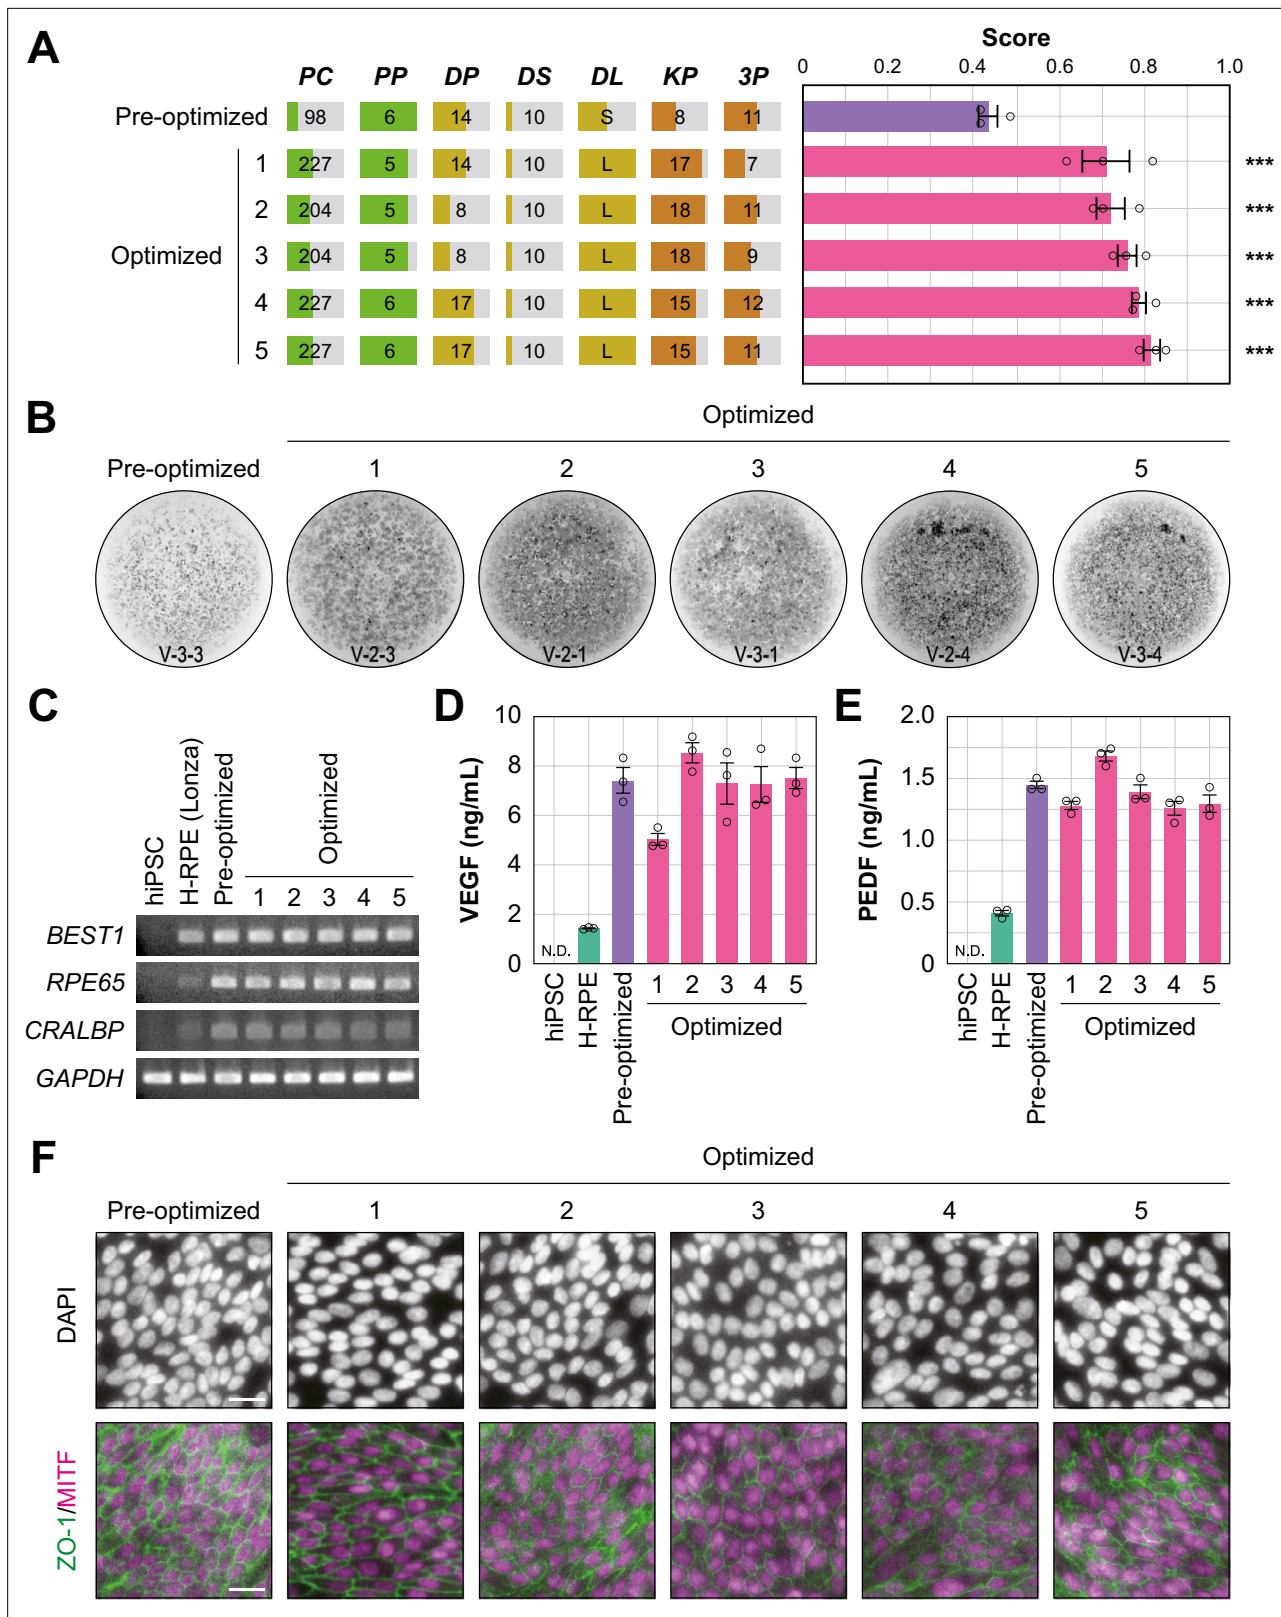 A
Score
PC PP DP DS DL KP 3P
0 0.2 0.4 0.6 0.8 1.0
Pre-optimized 98 6 14 10 S 8 11
1 227 5 14 10 L 17 7 ***
2 204 5 8 10 L 18 11 ***
Optimized 3 204 5 8 10 L 18 9 ***
4 227 6 17 10 L 15 12 ***
5 227 6 17 10 L 15 11 ***
B
Optimized
Pre-optimized 1 2 3 4 5
V-3-3 V-2-3 V-2-1 V-3-1 V-2-4 V-3-4
C
hiPSC
H-RPE (Lonza)
Pre-optimized
Optimized
1 2 3 4 5
BEST1
RPE65
CRALBP
GAPDH
D
VEGF (ng/mL)
10
8
6
4
2
0
N.D.
hiPSC
H-RPE
Pre-optimized
1 2 3 4 5
Optimized
E
PEDF (ng/mL)
2.0
1.5
1.0
0.5
0
N.D.
hiPSC
H-RPE
Pre-optimized
1 2 3 4 5
Optimized
F
Optimized
Pre-optimized 1 2 3 4 5
DAPI
ZO-1/MITF